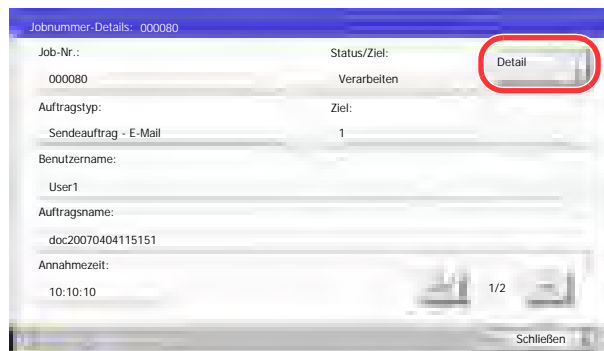 Jobnummer-Details: 000080
Job-Nr.: Status/Ziel: Detail
000080 Verarbeiten
Auftragstyp: Ziel:
Sendeauftrag - E-Mail 1
Benutzername:
User1
Auftragsname:
doc20070404115151
Annahmezeit:
10:10:10 1/2
Schließen